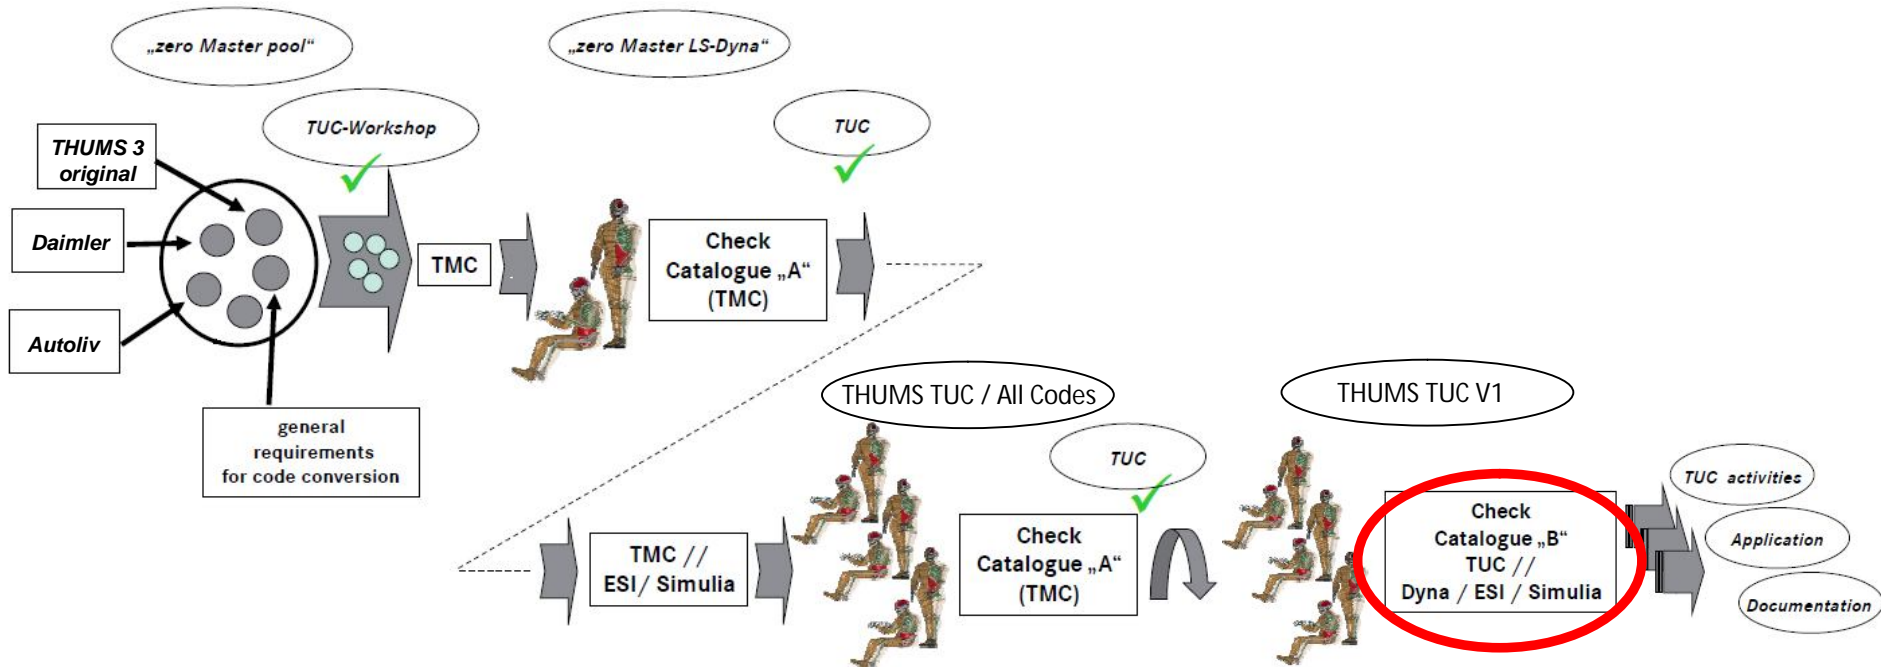 „zero Master pool“
„zero Master LS-Dyna“
TUC-Workshop
TUC
THUMS 3
original
Daimler
Autoliv
general
requirements
for code conversion
TMC
Check
Catalogue „A“
(TMC)
THUMS TUC / All Codes
THUMS TUC V1
TUC
TMC //
ESI/ Simulia
Check
Catalogue „A“
(TMC)
Check
Catalogue „B“
TUC //
Dyna / ESI / Simulia
TUC activities
Application
Documentation